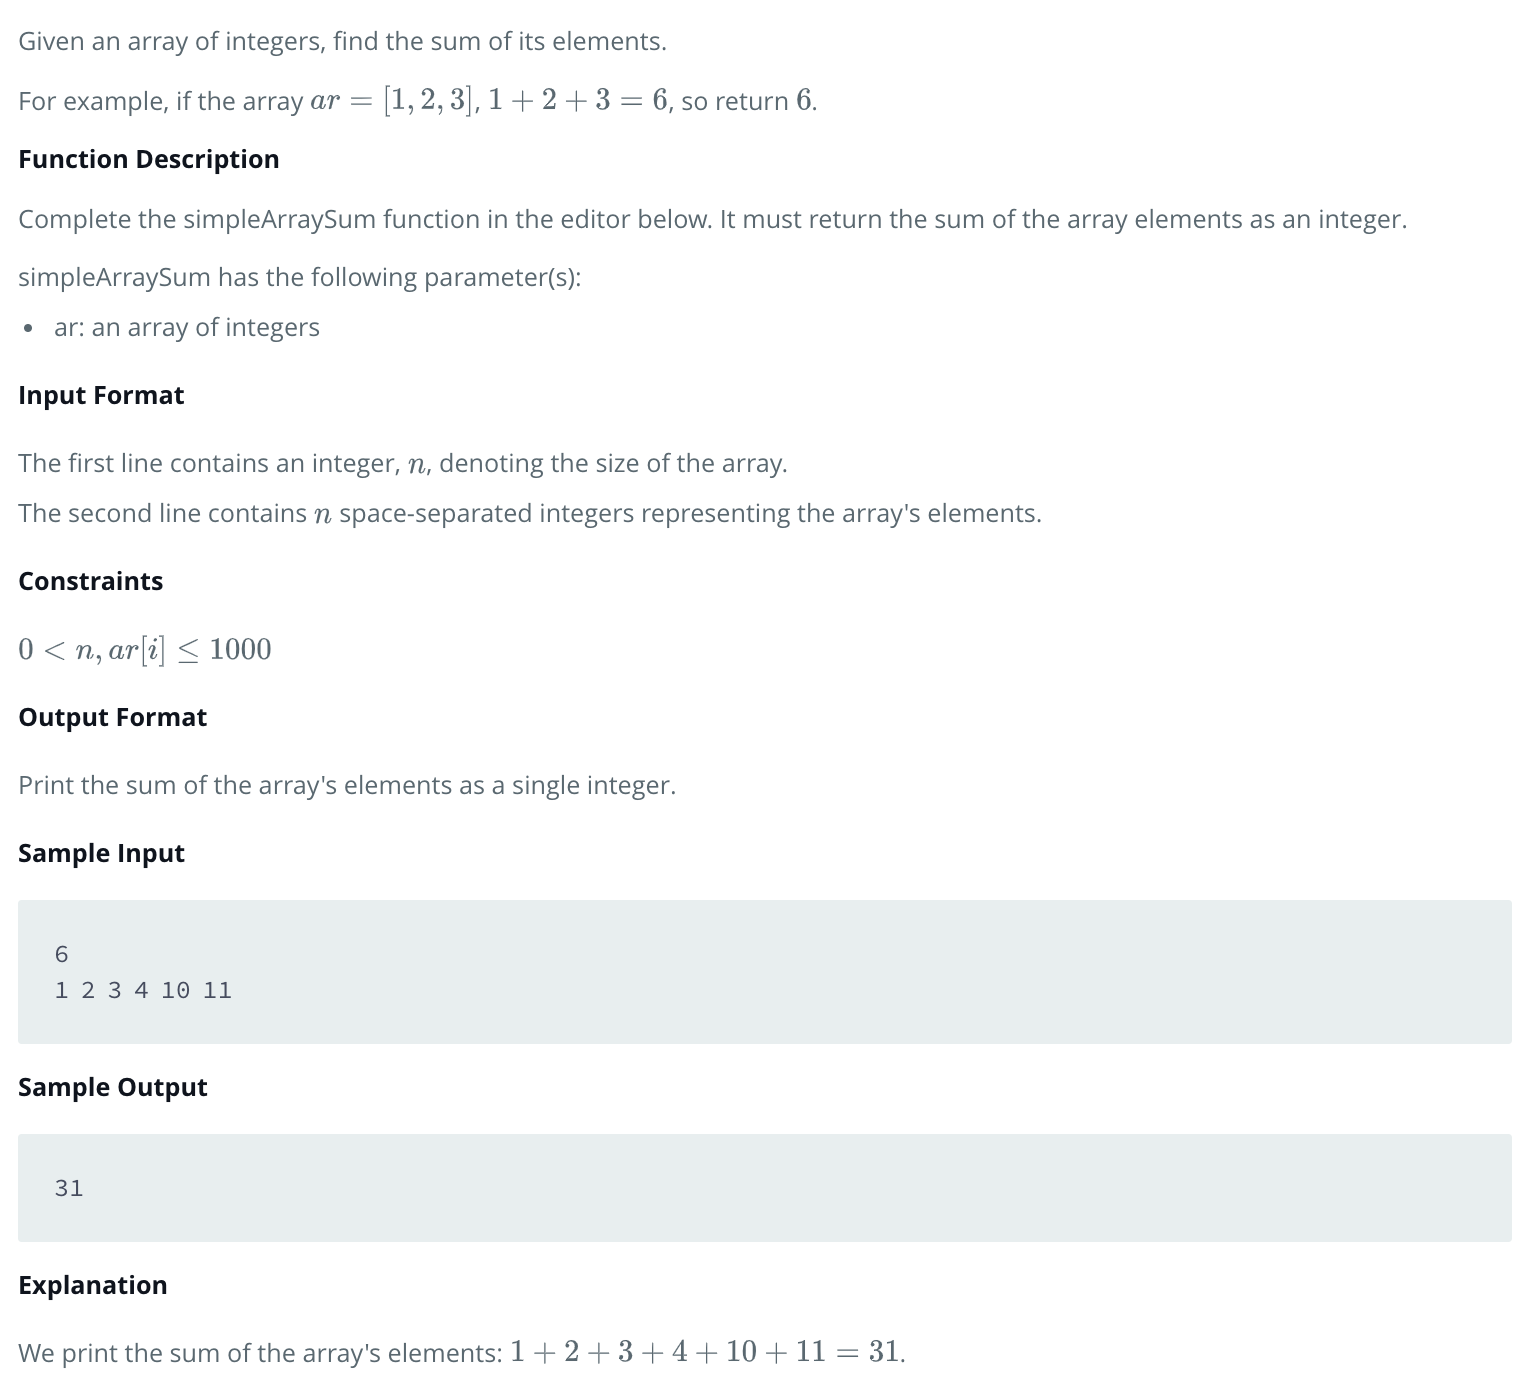 Given an array of integers, find the sum of its elements.
For example, if the array ar = [1, 2, 3], 1 + 2 + 3 = 6, so return 6.
Function Description
Complete the simpleArraySum function in the editor below. It must return the sum of the array elements as an integer.
simpleArraySum has the following parameter(s):
• ar: an array of integers
Input Format
The first line contains an integer, n, denoting the size of the array.
The second line contains n space-separated integers representing the array's elements.
Constraints
0 < n, ar[i] ≤ 1000
Output Format
Print the sum of the array's elements as a single integer.
Sample Input
6
1 2 3 4 10 11
Sample Output
31
Explanation
We print the sum of the array's elements: 1 + 2 + 3 + 4 + 10 + 11 = 31.